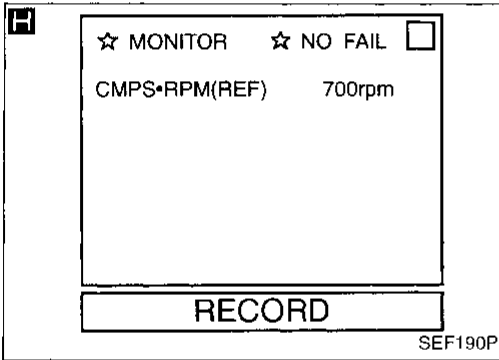 H
☆ MONITOR ☆ NO FAIL
CMPS•RPM(REF) 700rpm
RECORD
SEF190P